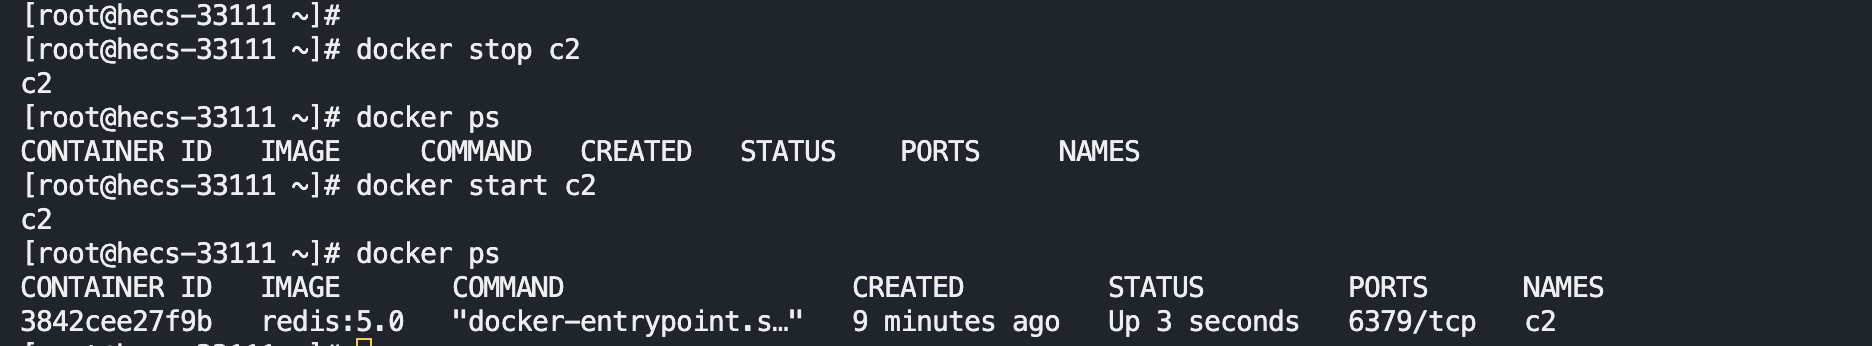 [root@hecs-33111 ~]#
[root@hecs-33111 ~]# docker stop c2
c2
[root@hecs-33111 ~]# docker ps
CONTAINER ID   IMAGE     COMMAND   CREATED   STATUS    PORTS     NAMES
[root@hecs-33111 ~]# docker start c2
c2
[root@hecs-33111 ~]# docker ps
CONTAINER ID   IMAGE       COMMAND                  CREATED         STATUS         PORTS      NAMES
3842cee27f9b   redis:5.0   "docker-entrypoint.s…"   9 minutes ago   Up 3 seconds   6379/tcp   c2